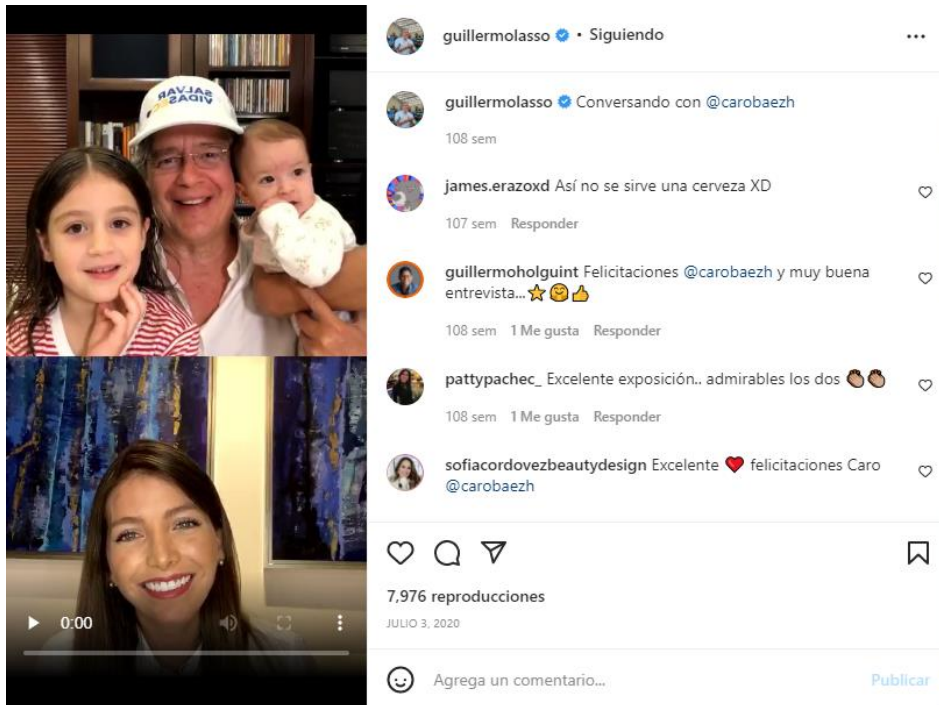 SALVAR
VIDASEC
guillermolasso • Siguiendo
guillermolasso Conversando con @carobaezh
108 sem
james.erazoxd Así no se sirve una cerveza XD
107 sem Responder
guillermoholguint Felicitaciones @carobaezh y muy buena
entrevista...⭐🤗👍
108 sem 1 Me gusta Responder
pattypachec_ Excelente exposición.. admirables los dos 👏🏽👏🏽
108 sem 1 Me gusta Responder
sofiacordovezbeautydesign Excelente ❤️ felicitaciones Caro
@carobaezh
7,976 reproducciones
JULIO 3, 2020
0:00
Agrega un comentario...
Publicar